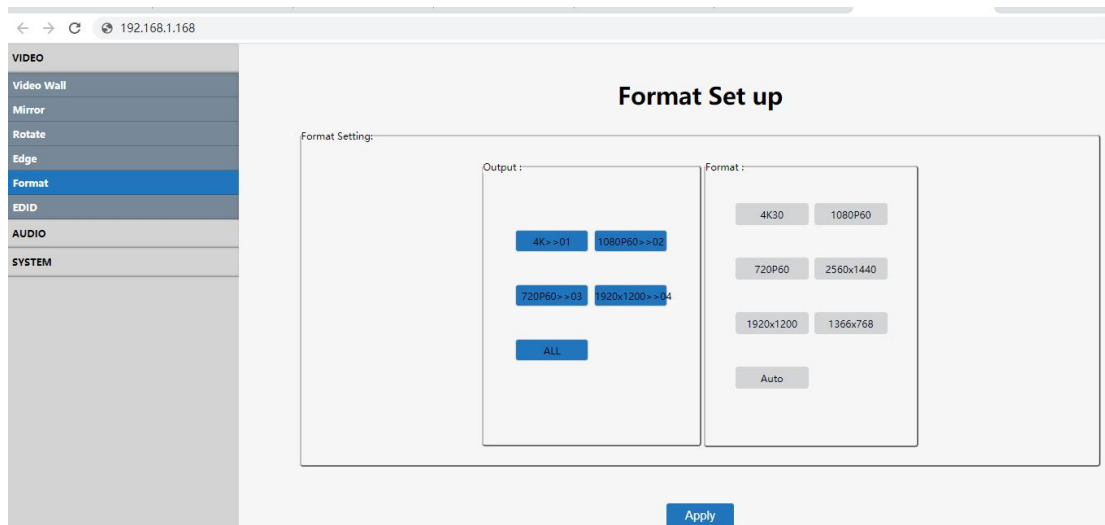 192.168.1.168
VIDEO
Video Wall
Mirror
Rotate
Edge
Format
EDID
AUDIO
SYSTEM
Format Set up
Format Setting:
Output :
4K>>01 1080P60>>02
720P60>>03 1920x1200>>04
ALL
Format :
4K30 1080P60
720P60 2560x1440
1920x1200 1366x768
Auto
Apply